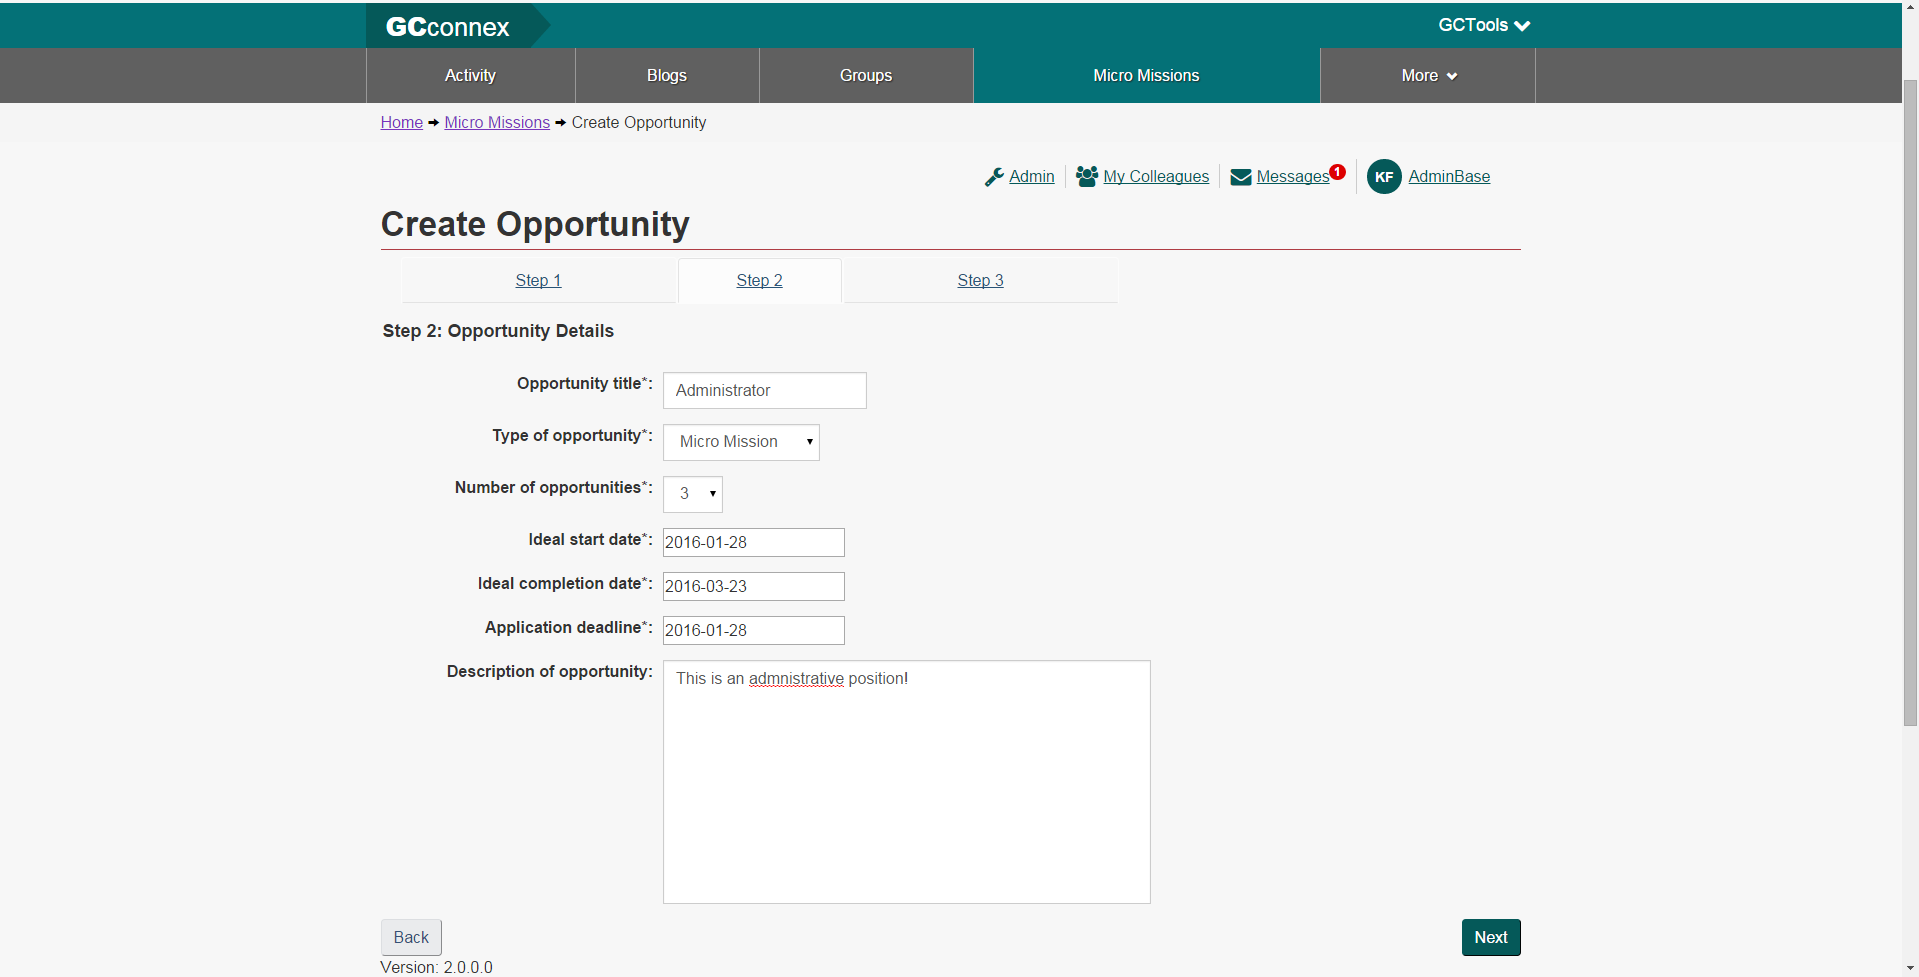 GCconnex
GCTools
Activity Blogs Groups Micro Missions More
Home Micro Missions Create Opportunity
Admin My Colleagues Messages 1 KF AdminBase
Create Opportunity
Step 1 Step 2 Step 3
Step 2: Opportunity Details
Opportunity title*: Administrator
Type of opportunity*: Micro Mission
Number of opportunities*: 3
Ideal start date*: 2016-01-28
Ideal completion date*: 2016-03-23
Application deadline*: 2016-01-28
Description of opportunity: This is an admnistrative position!
Back Next
Version: 2.0.0.0